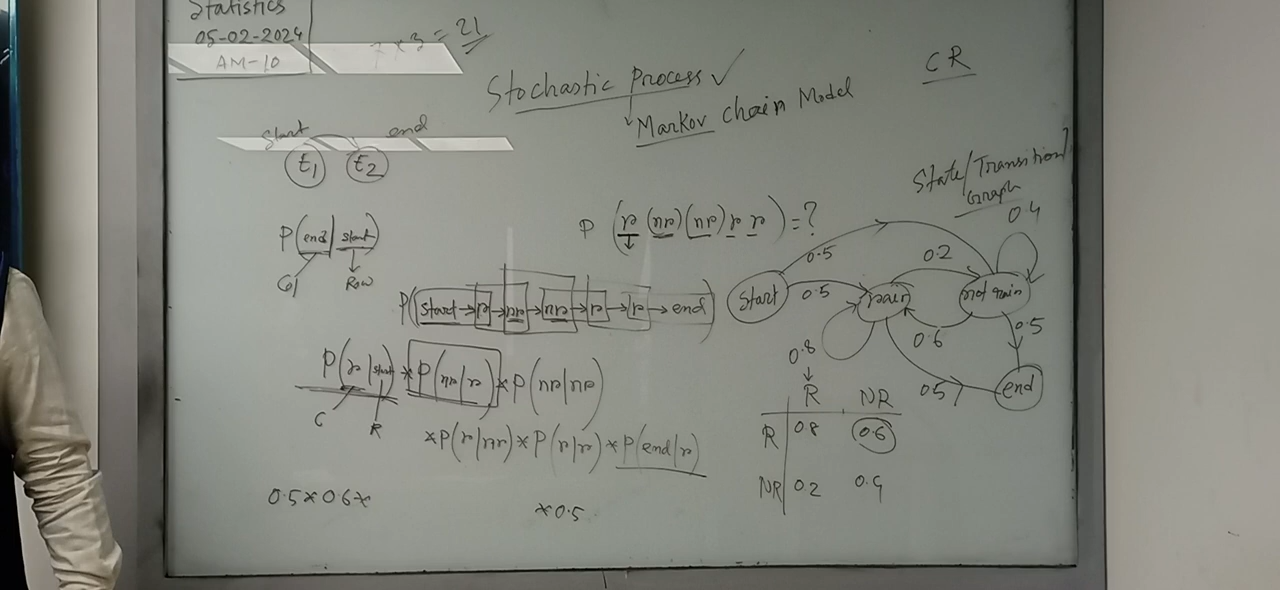 Statistics
05-02-2024
AM-10
7 x 3 = 21
Stochastic Process ✓
Markov Chain Model
CR
start end
t1 t2
State/Transition
Graph
P(end|start)
Col Row
P(r (nr)(nr) r r) = ?
P(start→r→nr→nr→r→r→end)
Start rain not rain end
0.5 0.5 0.2 0.4
0.8 0.6 0.5
0.5
P(r|start)*P(nr|r)*P(nr|nr)
C R
*P(r|nr)*P(r|r)*P(end|r)
0.5*06*
*0.5
R NR
R 0.8 0.6
NR 0.2 0.4